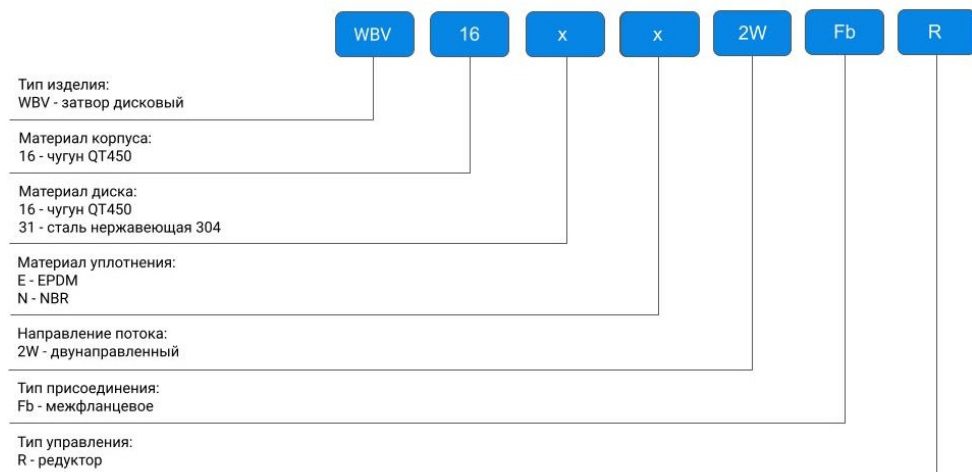 WBV 16 x x 2W Fb R
Тип изделия:
WBV - затвор дисковый
Материал корпуса:
16 - чугун QT450
Материал диска:
16 - чугун QT450
31 - сталь нержавеющая 304
Материал уплотнения:
E - EPDM
N - NBR
Направление потока:
2W - двунаправленный
Тип присоединения:
Fb - межфланцевое
Тип управления:
R - редуктор